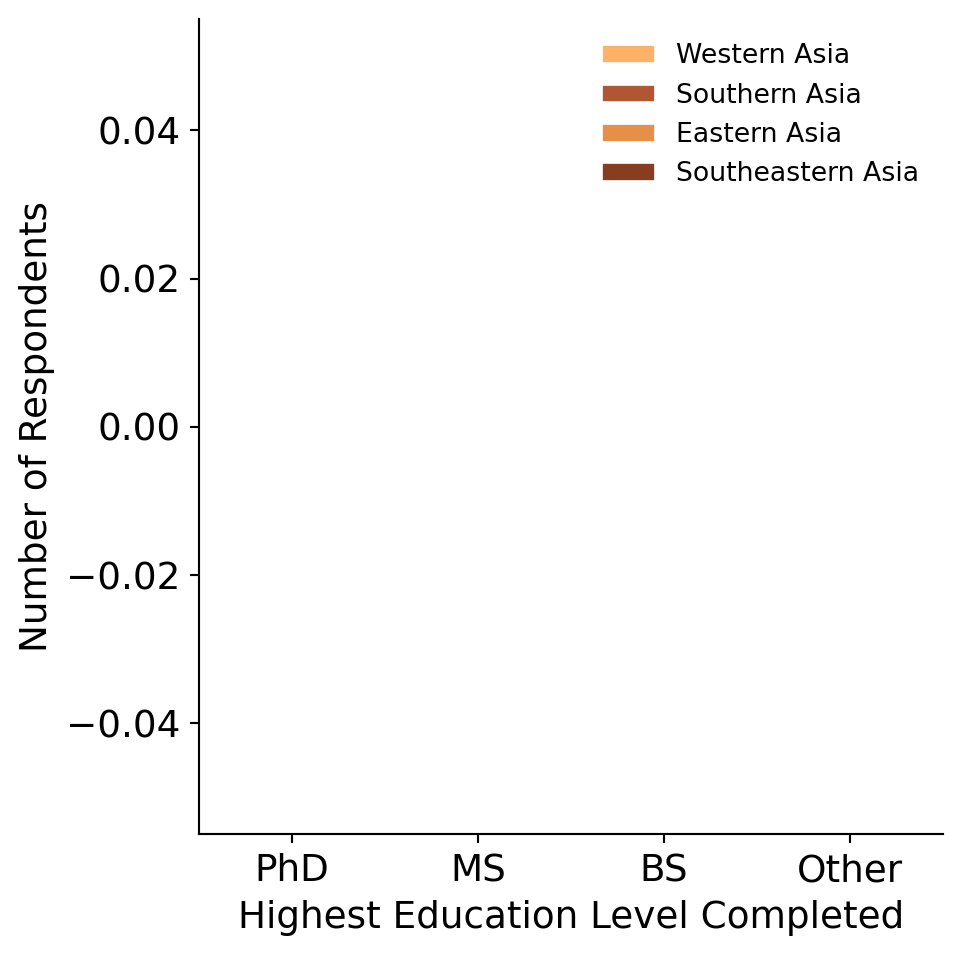 Western Asia
Southern Asia
Eastern Asia
Southeastern Asia
Number of Respondents
0.04
0.02
0.00
−0.02
−0.04
PhD MS BS Other
Highest Education Level Completed